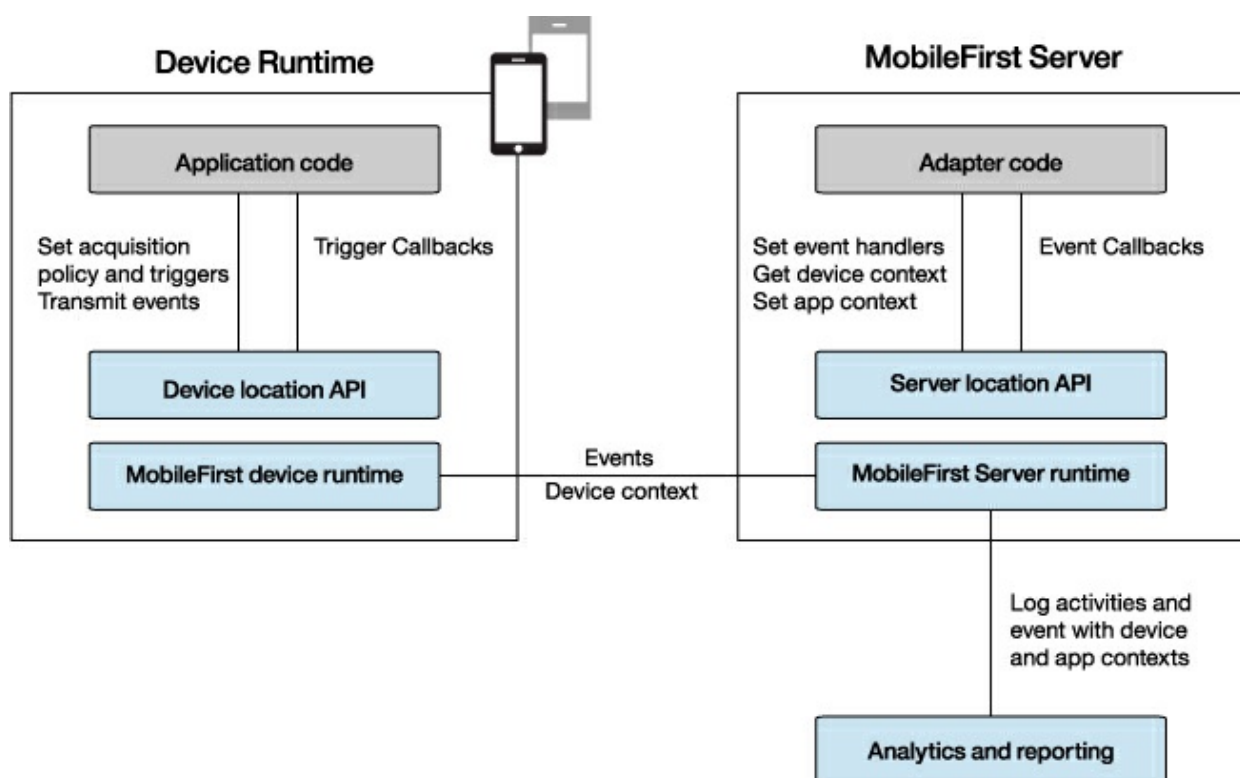 Device Runtime
MobileFirst Server
Application code
Set acquisition
policy and triggers
Transmit events
Trigger Callbacks
Device location API
MobileFirst device runtime
Events
Device context
Adapter code
Set event handlers
Get device context
Set app context
Event Callbacks
Server location API
MobileFirst Server runtime
Log activities and
event with device
and app contexts
Analytics and reporting